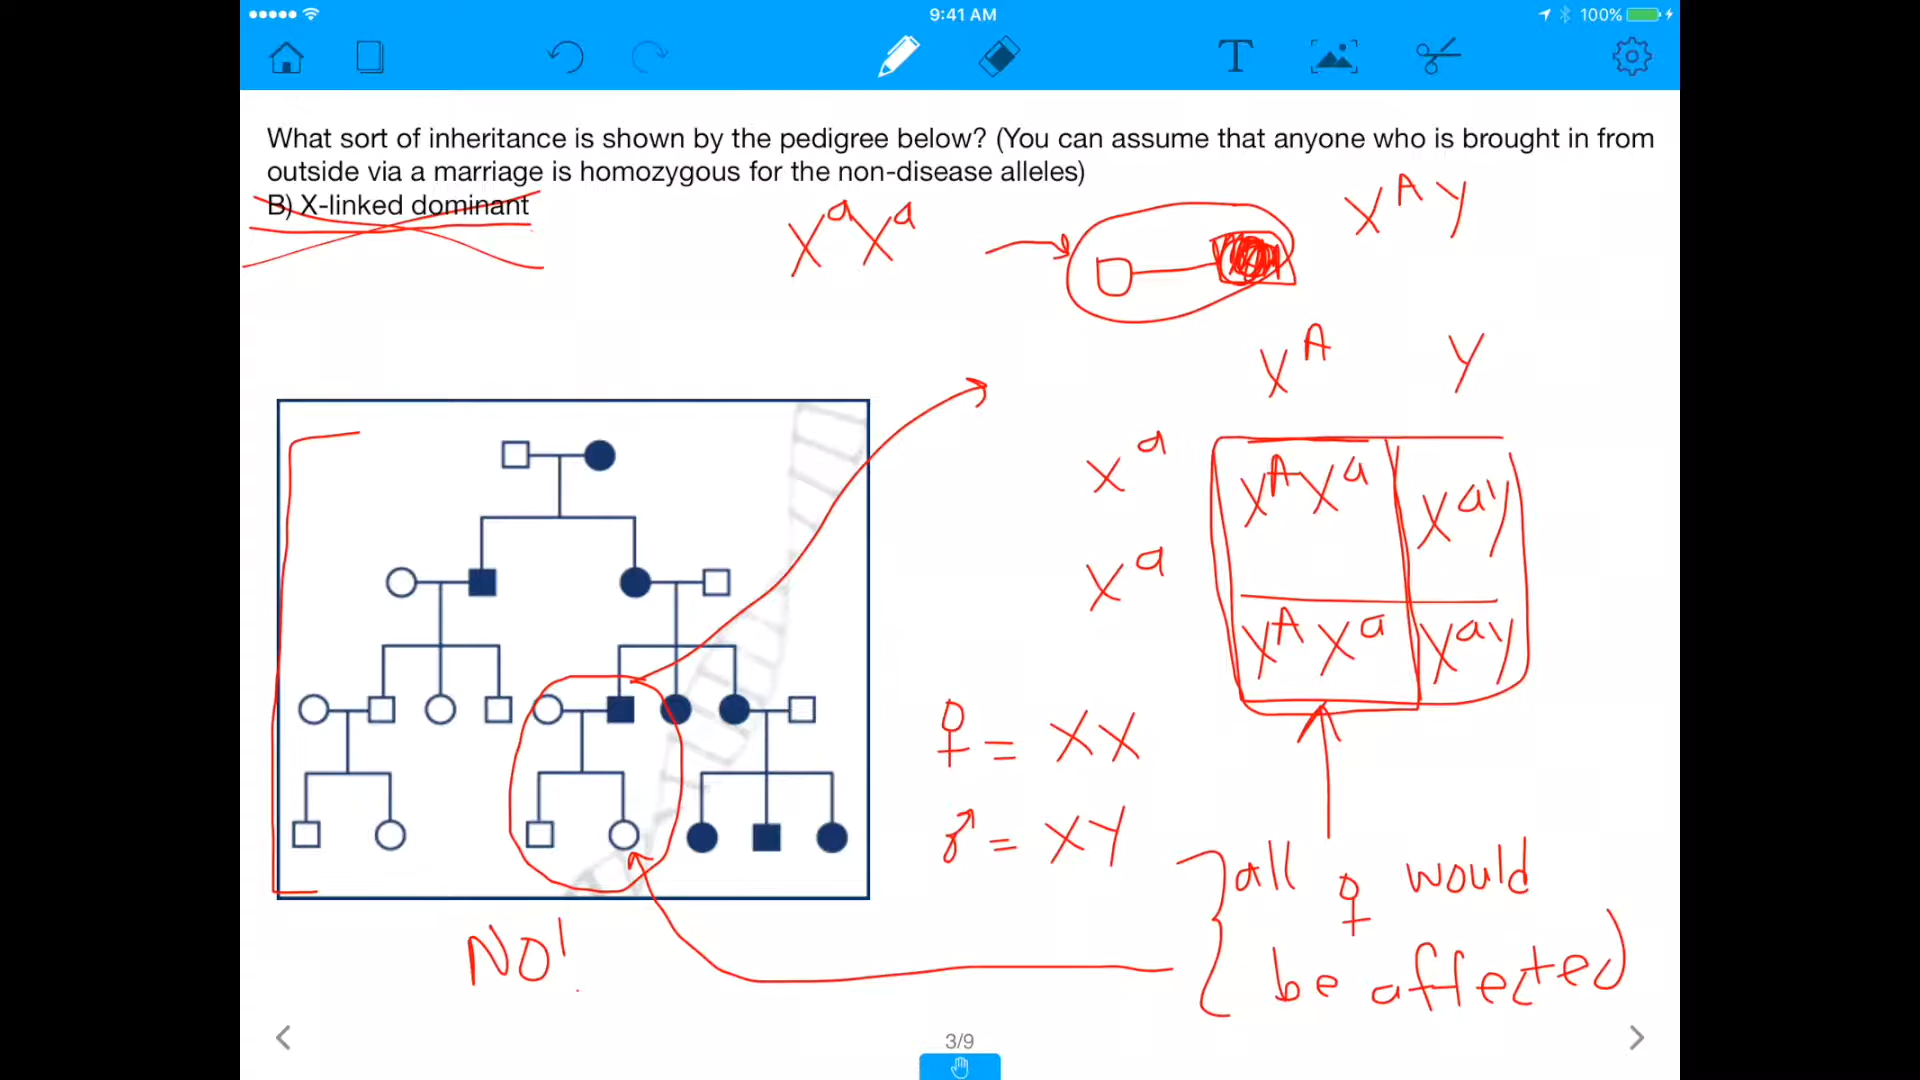 9:41 AM
100%
T
What sort of inheritance is shown by the pedigree below? (You can assume that anyone who is brought in from
outside via a marriage is homozygous for the non-disease alleles)
B) X-linked dominant
XᵃXᵃ
XᴬY
Xᴬ Y
Xᵃ XᴬXᵃ XᵃY
Xᵃ XᴬXᵃ XᵃY
♀ = XX
♂ = XY
all ♀ would
be affected
NO!
3/9